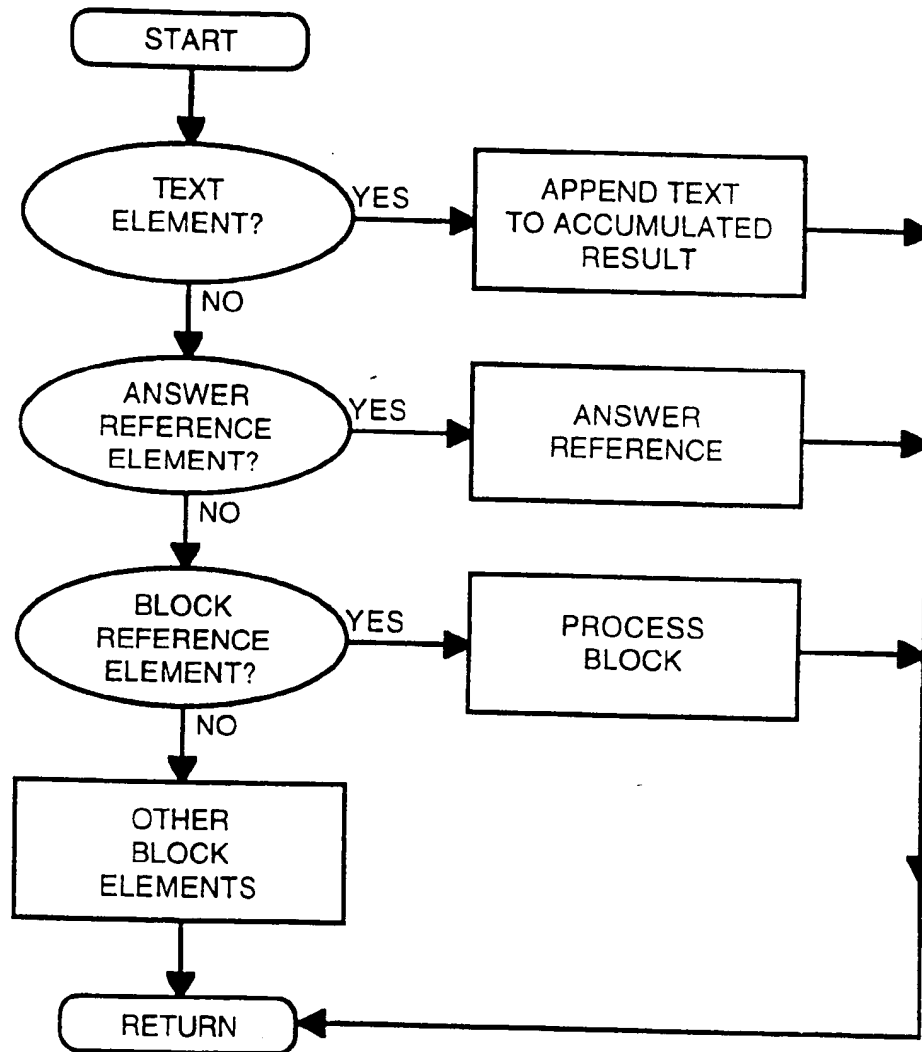 START
TEXT
ELEMENT?
YES
APPEND TEXT
TO ACCUMULATED
RESULT
NO
ANSWER
REFERENCE
ELEMENT?
YES
ANSWER
REFERENCE
NO
BLOCK
REFERENCE
ELEMENT?
YES
PROCESS
BLOCK
NO
OTHER
BLOCK
ELEMENTS
RETURN